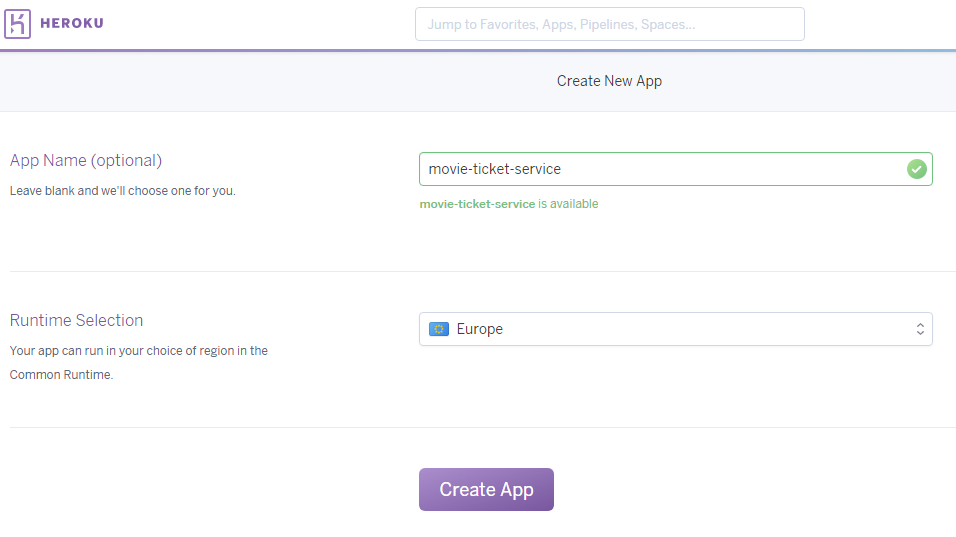 HEROKU
Jump to Favorites, Apps, Pipelines, Spaces...
Create New App
App Name (optional)
Leave blank and we'll choose one for you.
movie-ticket-service
movie-ticket-service is available
Runtime Selection
Your app can run in your choice of region in the
Common Runtime.
Europe
Create App